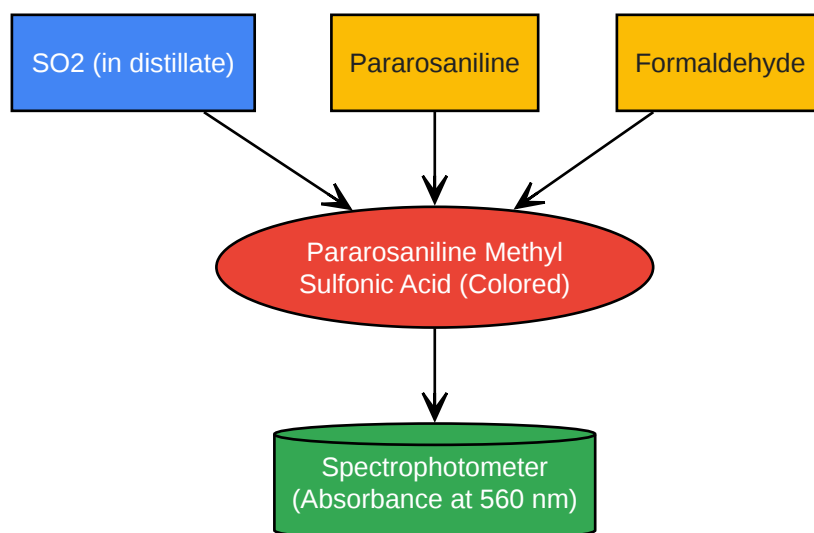 SO2 (in distillate)
Pararosaniline
Formaldehyde
Pararosaniline Methyl
Sulfonic Acid (Colored)
Spectrophotometer
(Absorbance at 560 nm)